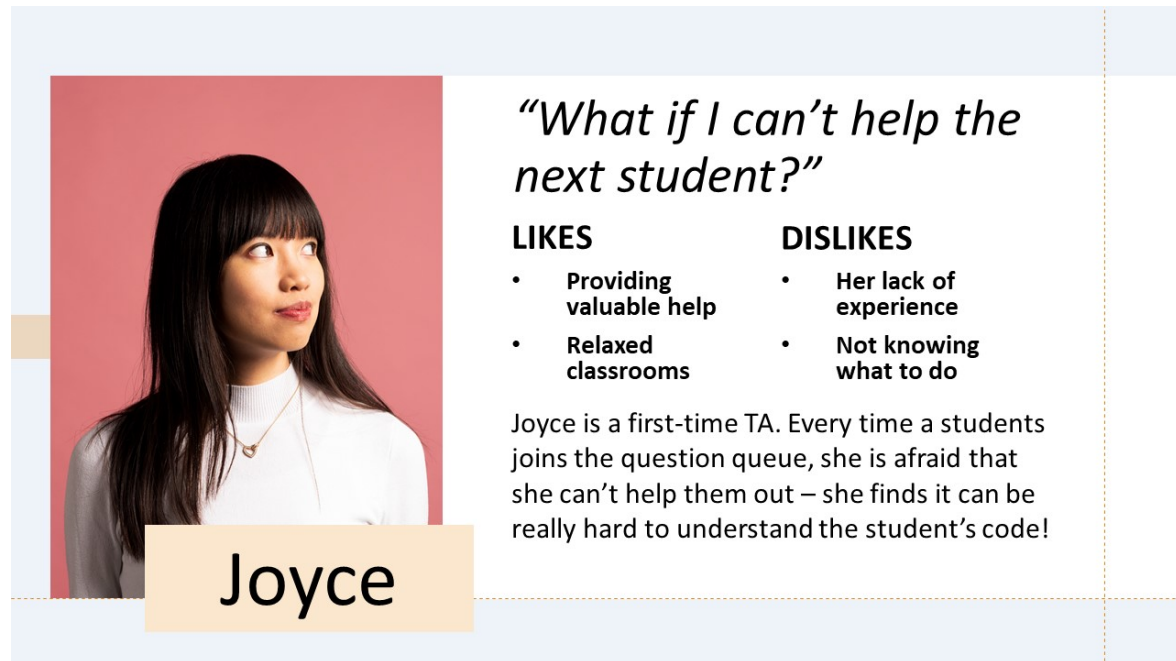 “What if I can’t help the
next student?”
LIKES
• Providing
valuable help
• Relaxed
classrooms
DISLIKES
• Her lack of
experience
• Not knowing
what to do
Joyce is a first-time TA. Every time a students
joins the question queue, she is afraid that
she can’t help them out – she finds it can be
really hard to understand the student’s code!
Joyce